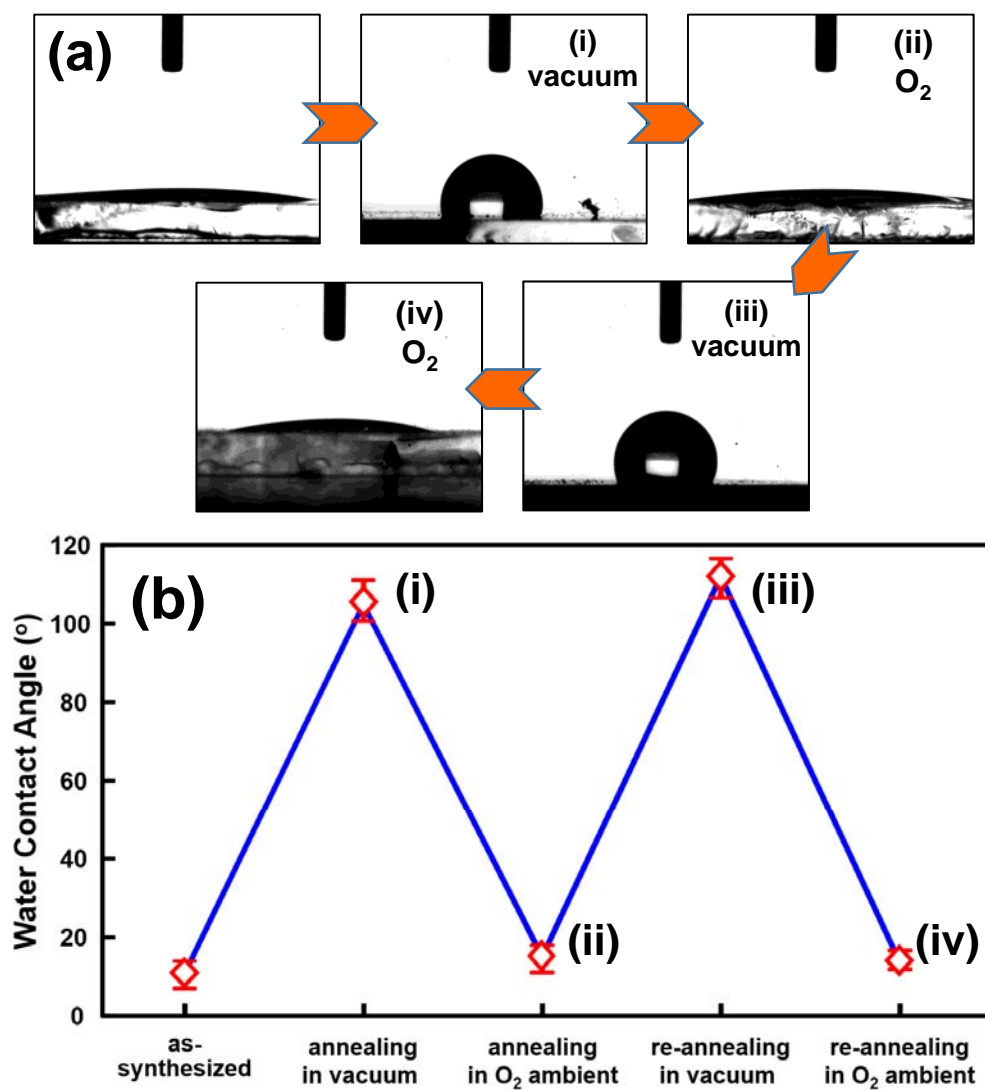 (a)
(i)
vacuum
(ii)
O₂
(iv)
O₂
(iii)
vacuum
(b)
(i)
(iii)
(ii)
(iv)
Water Contact Angle (°)
120
100
80
60
40
20
0
as-
synthesized
annealing
in vacuum
annealing
in O₂ ambient
re-annealing
in vacuum
re-annealing
in O₂ ambient